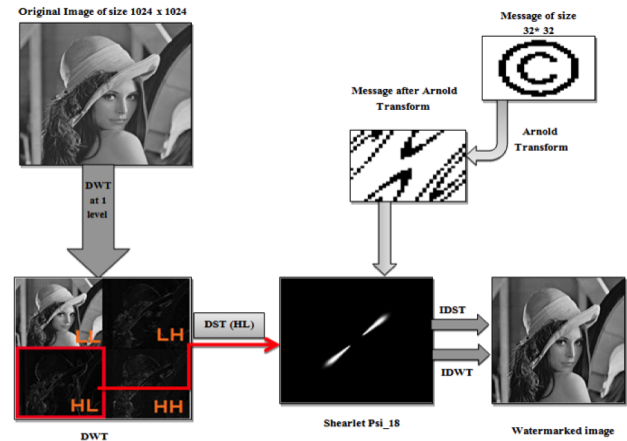 Original Image of size 1024 x 1024
Message of size
32* 32
©
Message after Arnold
Transform
Arnold
Transform
DWT
at 1
level
LL
LH
HL
HH
DST (HL)
IDST
IDWT
DWT
Shearlet Psi_18
Watermarked image